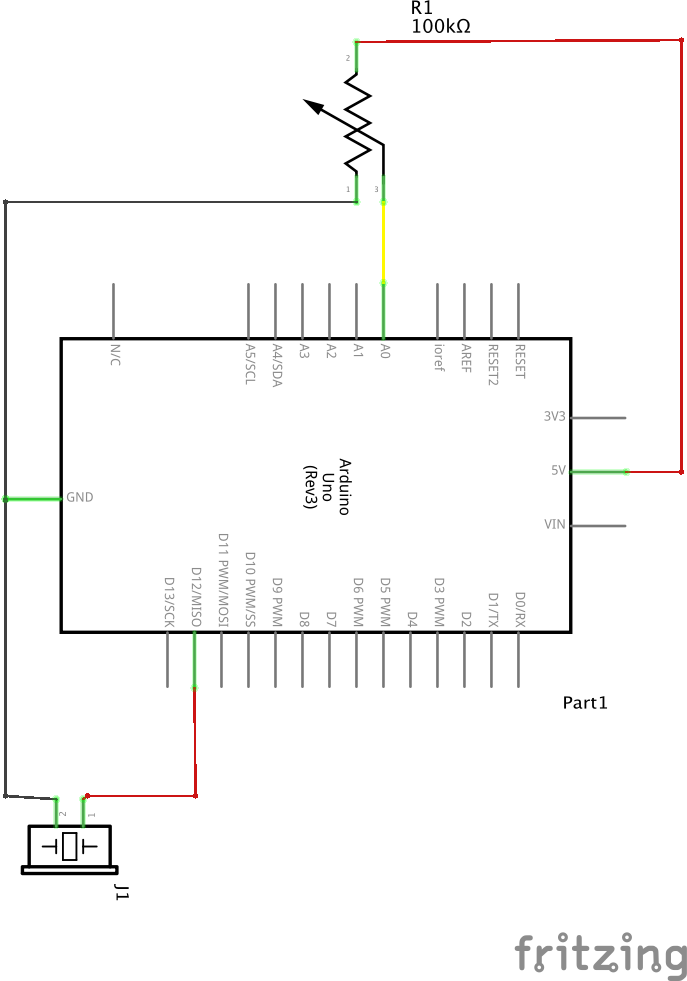 R1
100kΩ
2
1
3
N/C
A5/SCL
A4/SDA
A3
A2
A1
A0
ioref
AREF
RESET2
RESET
3V3
5V
VIN
GND
Arduino
Uno
(Rev3)
D13/SCK
D12/MISO
D11 PWM/MOSI
D10 PWM/SS
D9 PWM
D8
D7
D6 PWM
D5 PWM
D4
D3 PWM
D2
D1/TX
D0/RX
Part1
2
1
J1
fritzing